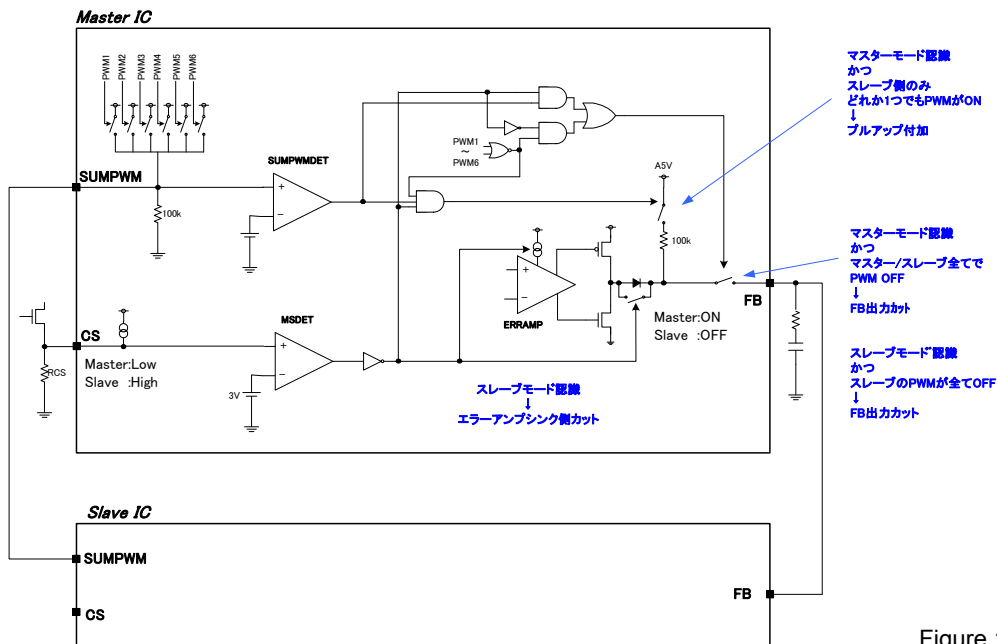 Master IC
PWM1
PWM2
PWM3
PWM4
PWM5
PWM6
SUMPWM
100k
SUMPWMDET
PWM1
～
PWM6
A5V
100k
マスターモード認識
かつ
スレーブ側のみ
どれか1つでもPWMがON
↓
プルアップ付加
マスターモード認識
かつ
マスター/スレーブ全てで
PWM OFF
↓
FB出力カット
スレーブモード認識
かつ
スレーブのPWMが全てOFF
↓
FB出力カット
CS
RCS
Master:Low
Slave :High
MSDET
3V
ERRAMP
Master:ON
Slave :OFF
FB
スレーブモード認識
↓
エラーアンプシンク側カット
Slave IC
SUMPWM
CS
FB